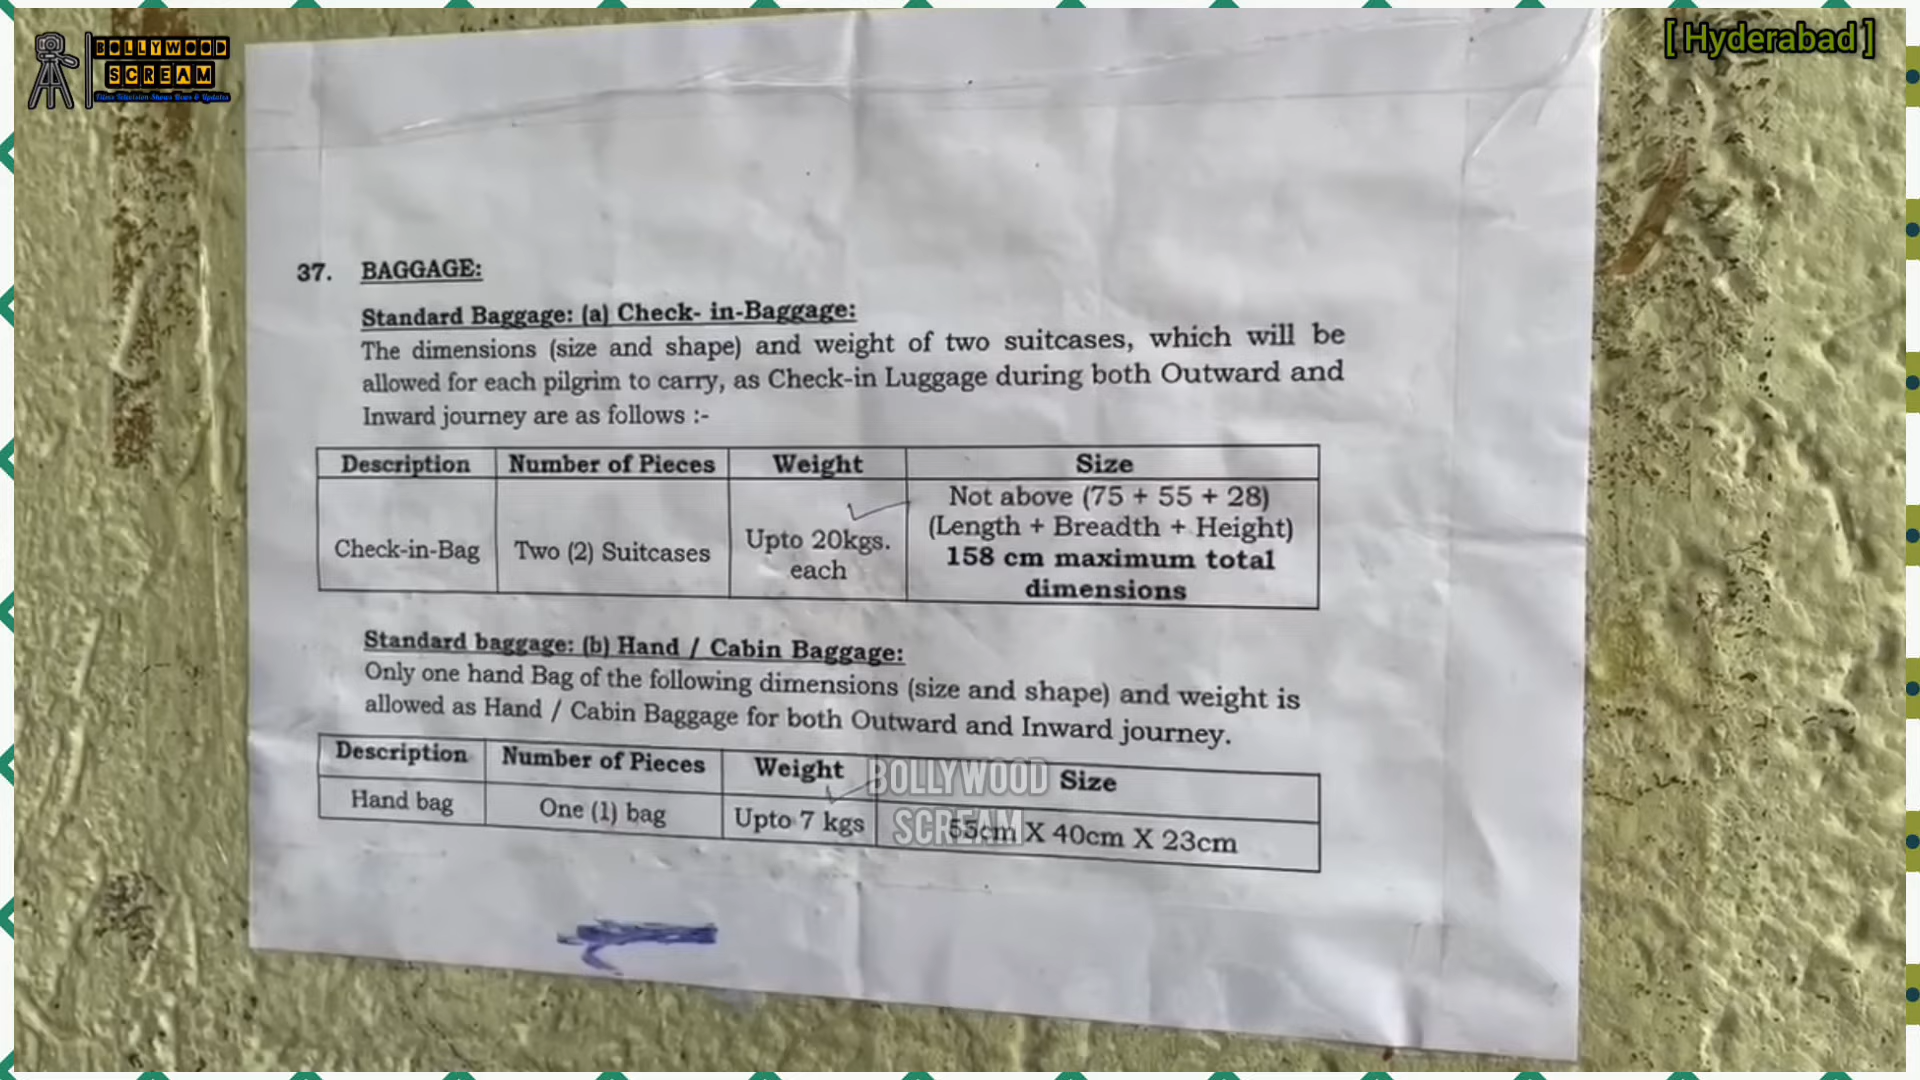 BOLLYWOOD
SCREAM
Films Television Shows News & Updates
[ Hyderabad ]
37. BAGGAGE:
Standard Baggage: (a) Check- in-Baggage:
The dimensions (size and shape) and weight of two suitcases, which will be
allowed for each pilgrim to carry, as Check-in Luggage during both Outward and
Inward journey are as follows :-
Description Number of Pieces Weight Size
Check-in-Bag Two (2) Suitcases Upto 20kgs. each Not above (75 + 55 + 28)
(Length + Breadth + Height)
158 cm maximum total
dimensions
Standard baggage: (b) Hand / Cabin Baggage:
Only one hand Bag of the following dimensions (size and shape) and weight is
allowed as Hand / Cabin Baggage for both Outward and Inward journey.
Description Number of Pieces Weight Size
Hand bag One (1) bag Upto 7 kgs 55cm X 40cm X 23cm
BOLLYWOOD
SCREAM